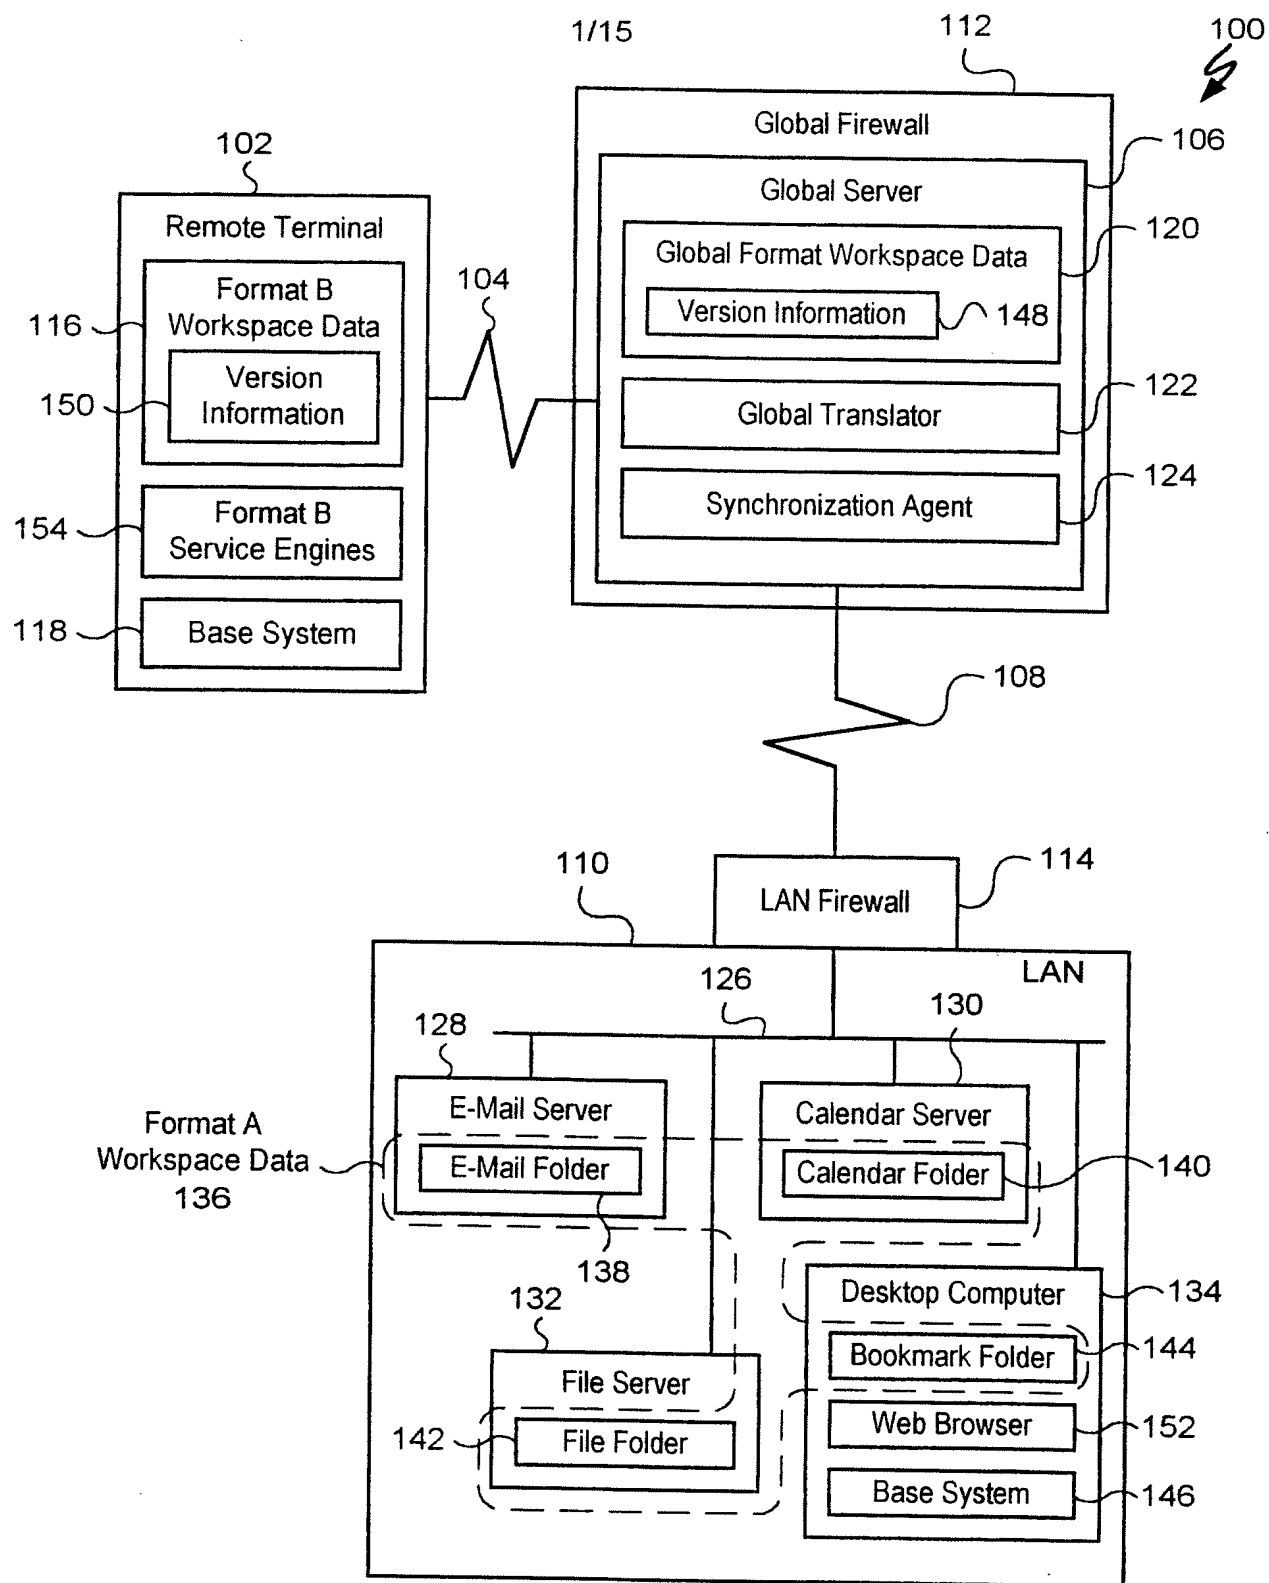 1/15
112
100
Global Firewall
106
102
Global Server
Remote Terminal
120
Global Format Workspace Data
104
Format B
116
Workspace Data
Version Information
148
Version
150
Information
122
Global Translator
124
Synchronization Agent
Format B
154
Service Engines
118
Base System
108
114
110
LAN Firewall
LAN
126
130
128
E-Mail Server
Calendar Server
Format A
Workspace Data
136
E-Mail Folder
Calendar Folder
140
138
132
Desktop Computer
134
Bookmark Folder
144
File Server
Web Browser
152
142
File Folder
Base System
146